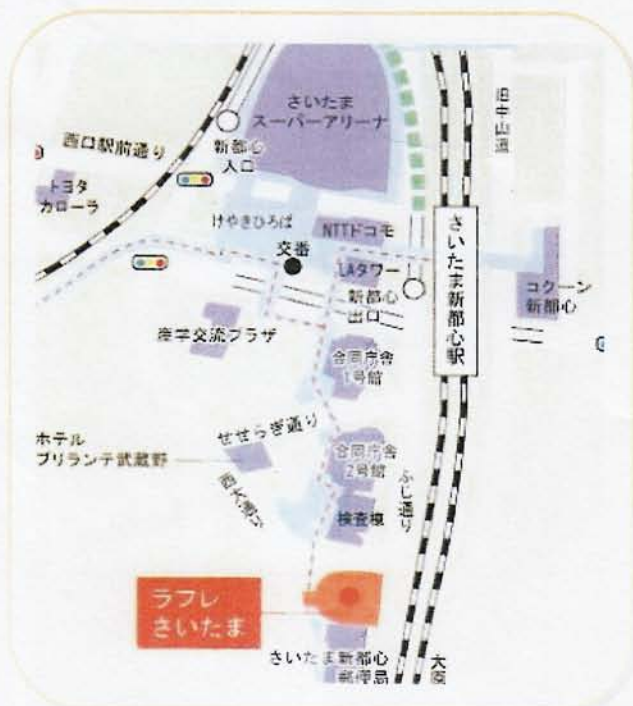 さいたま
スーパーアリーナ
旧中山道
西口駅前通り
新都心
入口
トヨタ
カローラ
けやきひろば
NTTドコモ
交番
LAタワー
さいたま新都心駅
コクーン
新都心
新都心
出口
産学交流プラザ
合同庁舎
1号館
せせらぎ通り
ホテル
ブリランテ武蔵野
合同庁舎
2号館
ふじ通り
検査棟
ラフレ
さいたま
さいたま新都心
郵便局
大宮